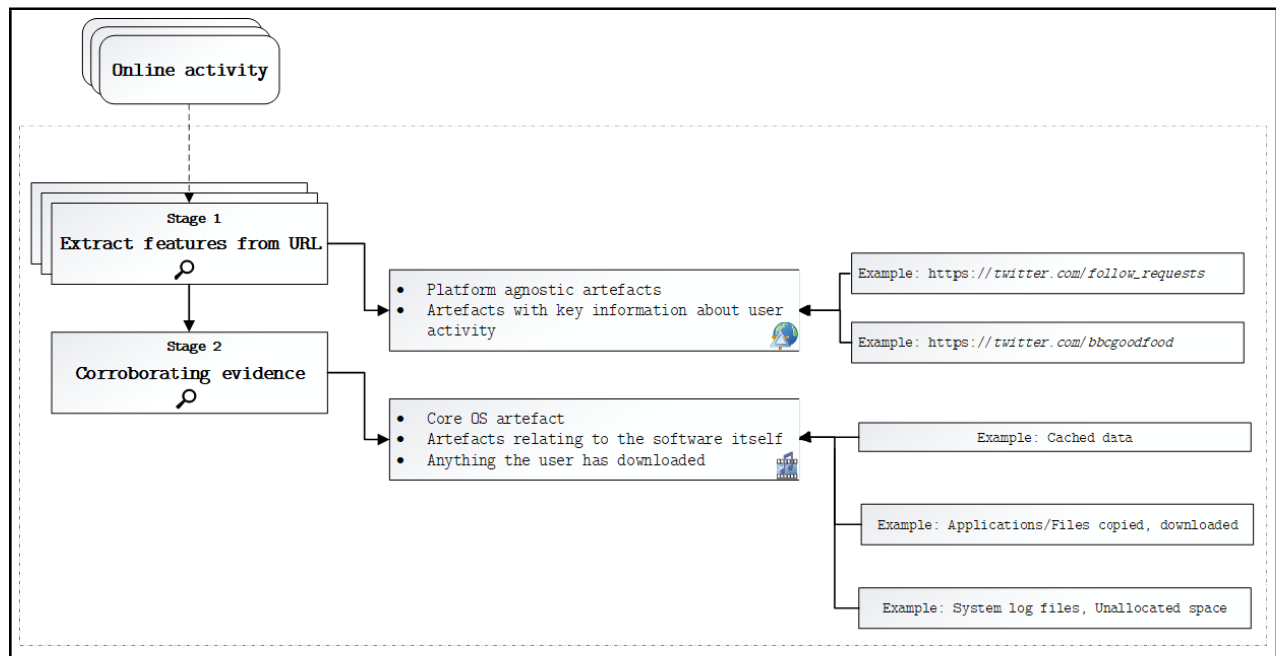 Online activity
Stage 1
Extract features from URL
• Platform agnostic artefacts
• Artefacts with key information about user
activity
Example: https://twitter.com/follow_requests
Example: https://twitter.com/bbcgoodfood
Stage 2
Corroborating evidence
• Core OS artefact
• Artefacts relating to the software itself
• Anything the user has downloaded
Example: Cached data
Example: Applications/Files copied, downloaded
Example: System log files, Unallocated space